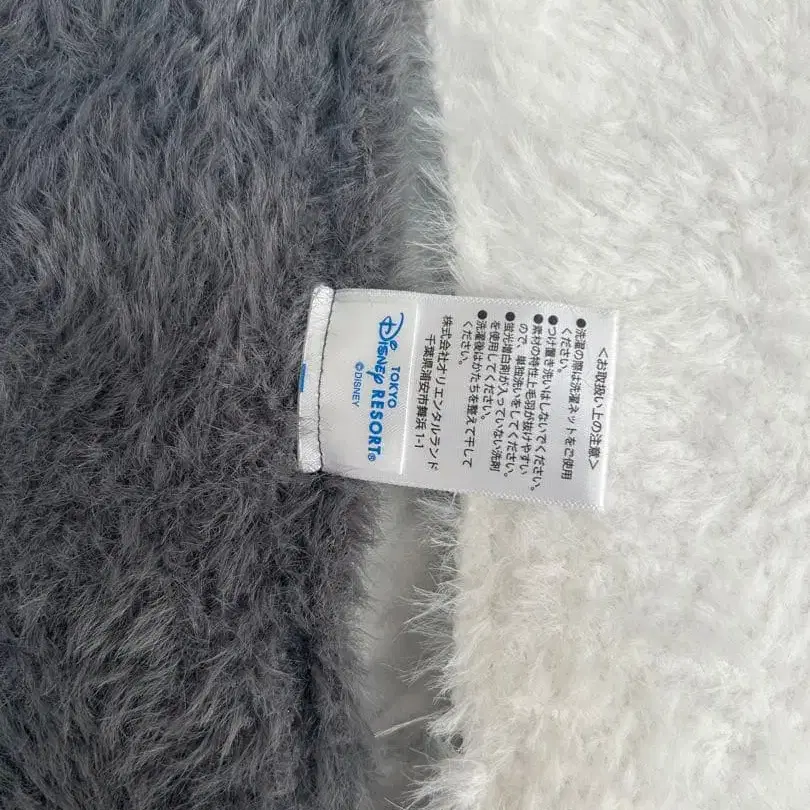 <お取扱い上の注意>
●洗濯の際は洗濯ネットをご使用
ください。
●つけ置き洗いはしないでください。
●素材の特性上毛羽が抜けやすい
ので、単独洗いをしてください。
●蛍光増白剤が入っていない洗剤
を使用してください。
●洗濯後はかたちを整えて干して
ください。
株式会社オリエンタルランド
千葉県浦安市舞浜 1-1
TOKYO
Disney RESORT®
©DISNEY